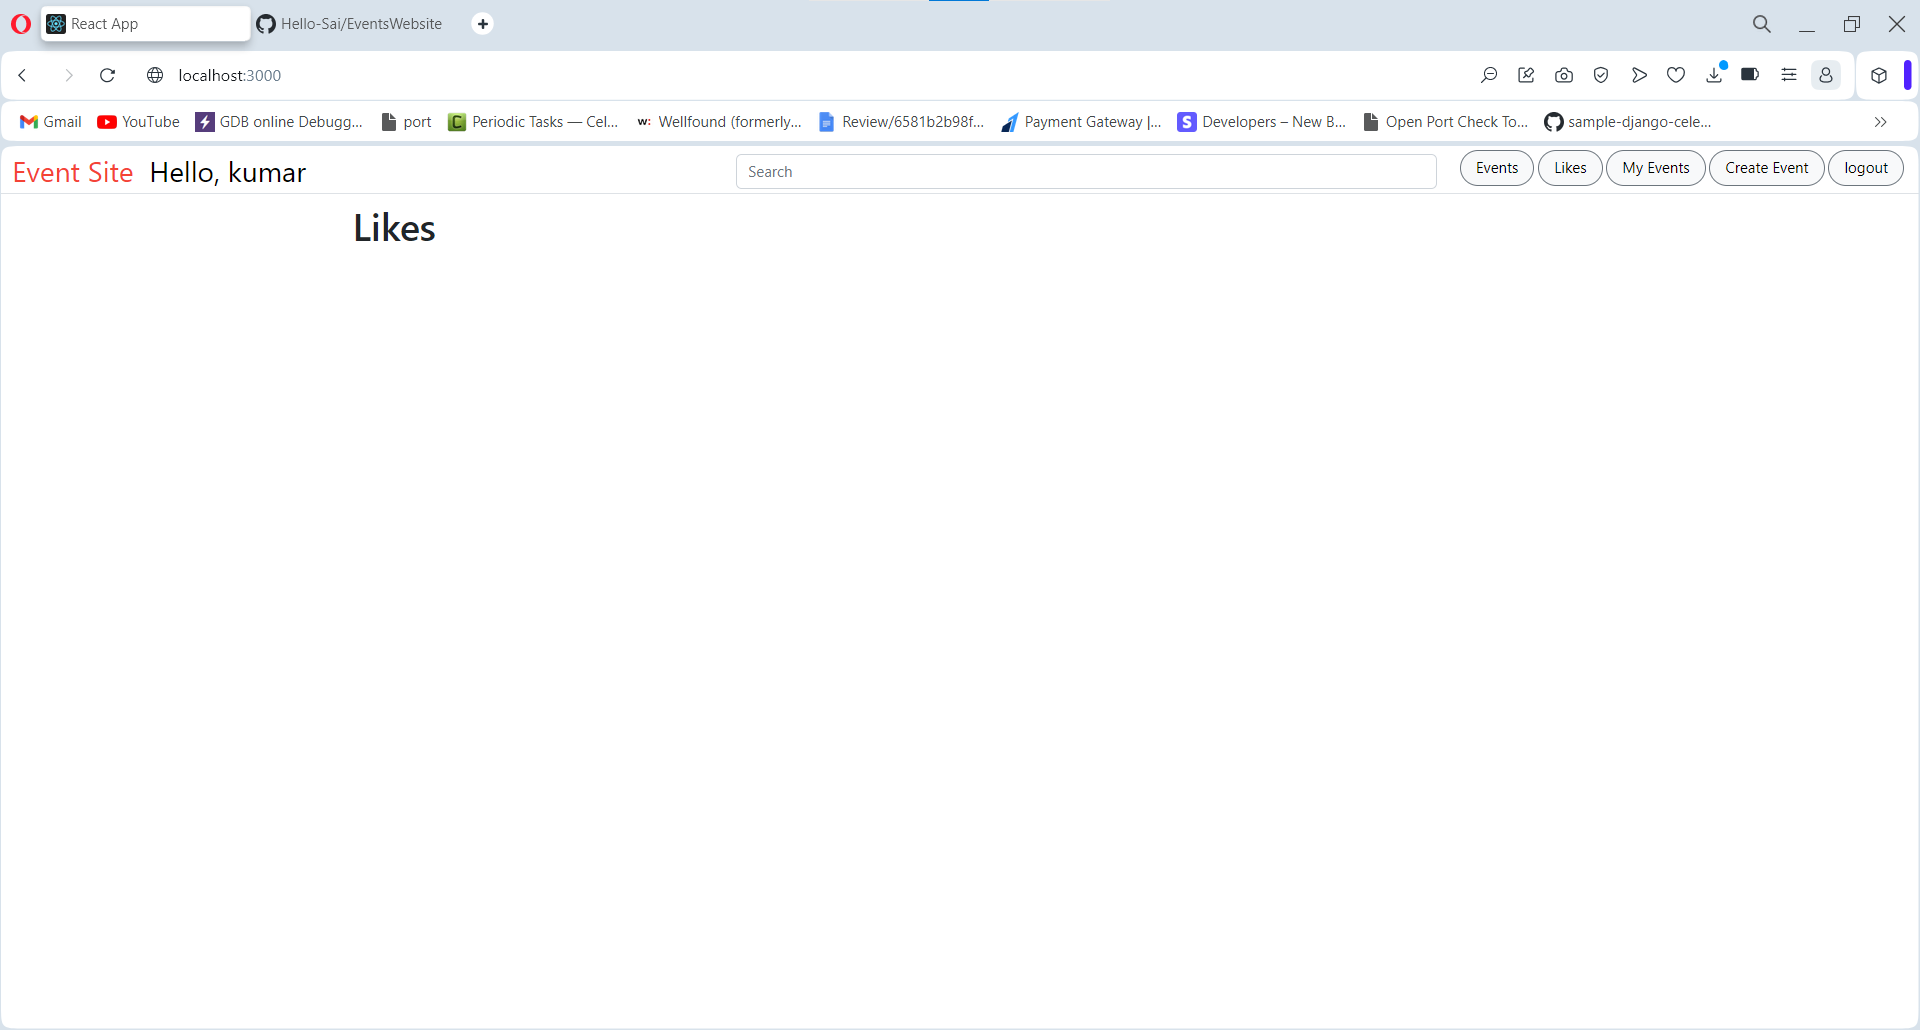 React App
Hello-Sai/EventsWebsite
localhost:3000
Gmail
YouTube
GDB online Debugg...
port
C Periodic Tasks — Cel...
w: Wellfound (formerly...
Review/6581b2b98f...
Payment Gateway |...
S Developers – New B...
Open Port Check To...
sample-django-cele...
Event Site Hello, kumar
Search
Events
Likes
My Events
Create Event
logout
Likes